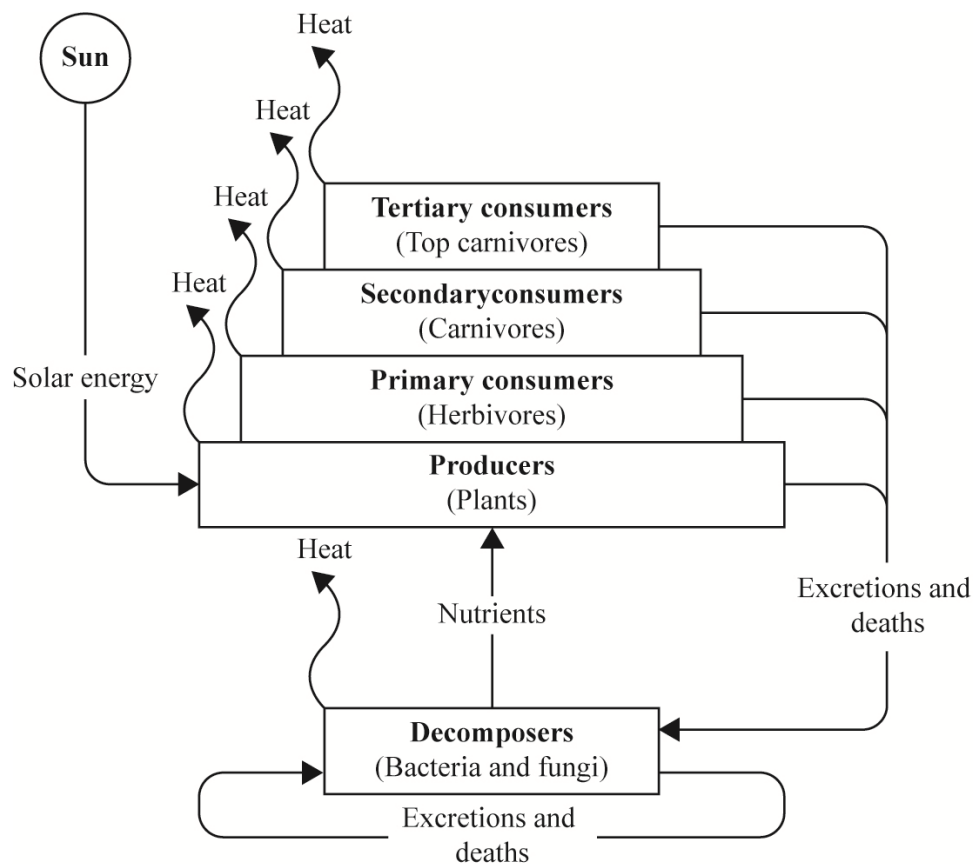 Sun
Heat
Heat
Tertiary consumers
(Top carnivores)
Heat
Secondaryconsumers
(Carnivores)
Heat
Solar energy
Primary consumers
(Herbivores)
Producers
(Plants)
Heat
Nutrients
Excretions and
deaths
Decomposers
(Bacteria and fungi)
Excretions and
deaths